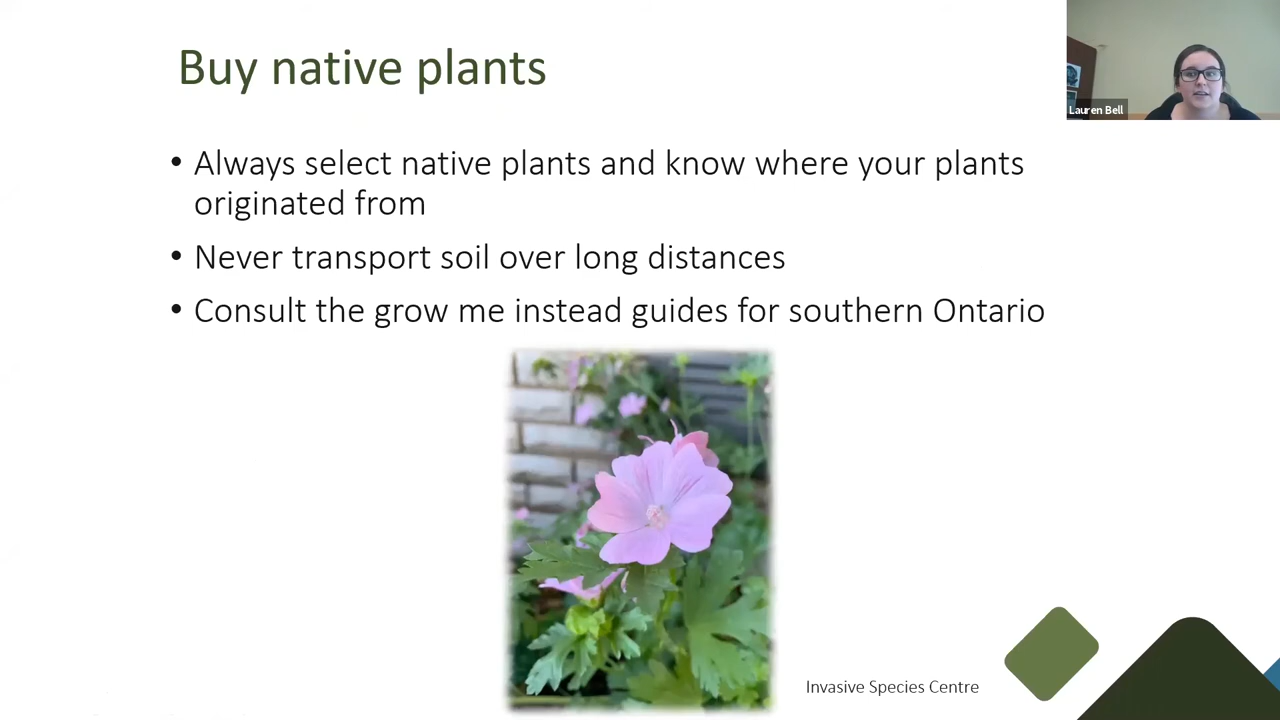 Buy native plants
Lauren Bell
• Always select native plants and know where your plants
originated from
• Never transport soil over long distances
• Consult the grow me instead guides for southern Ontario
Invasive Species Centre